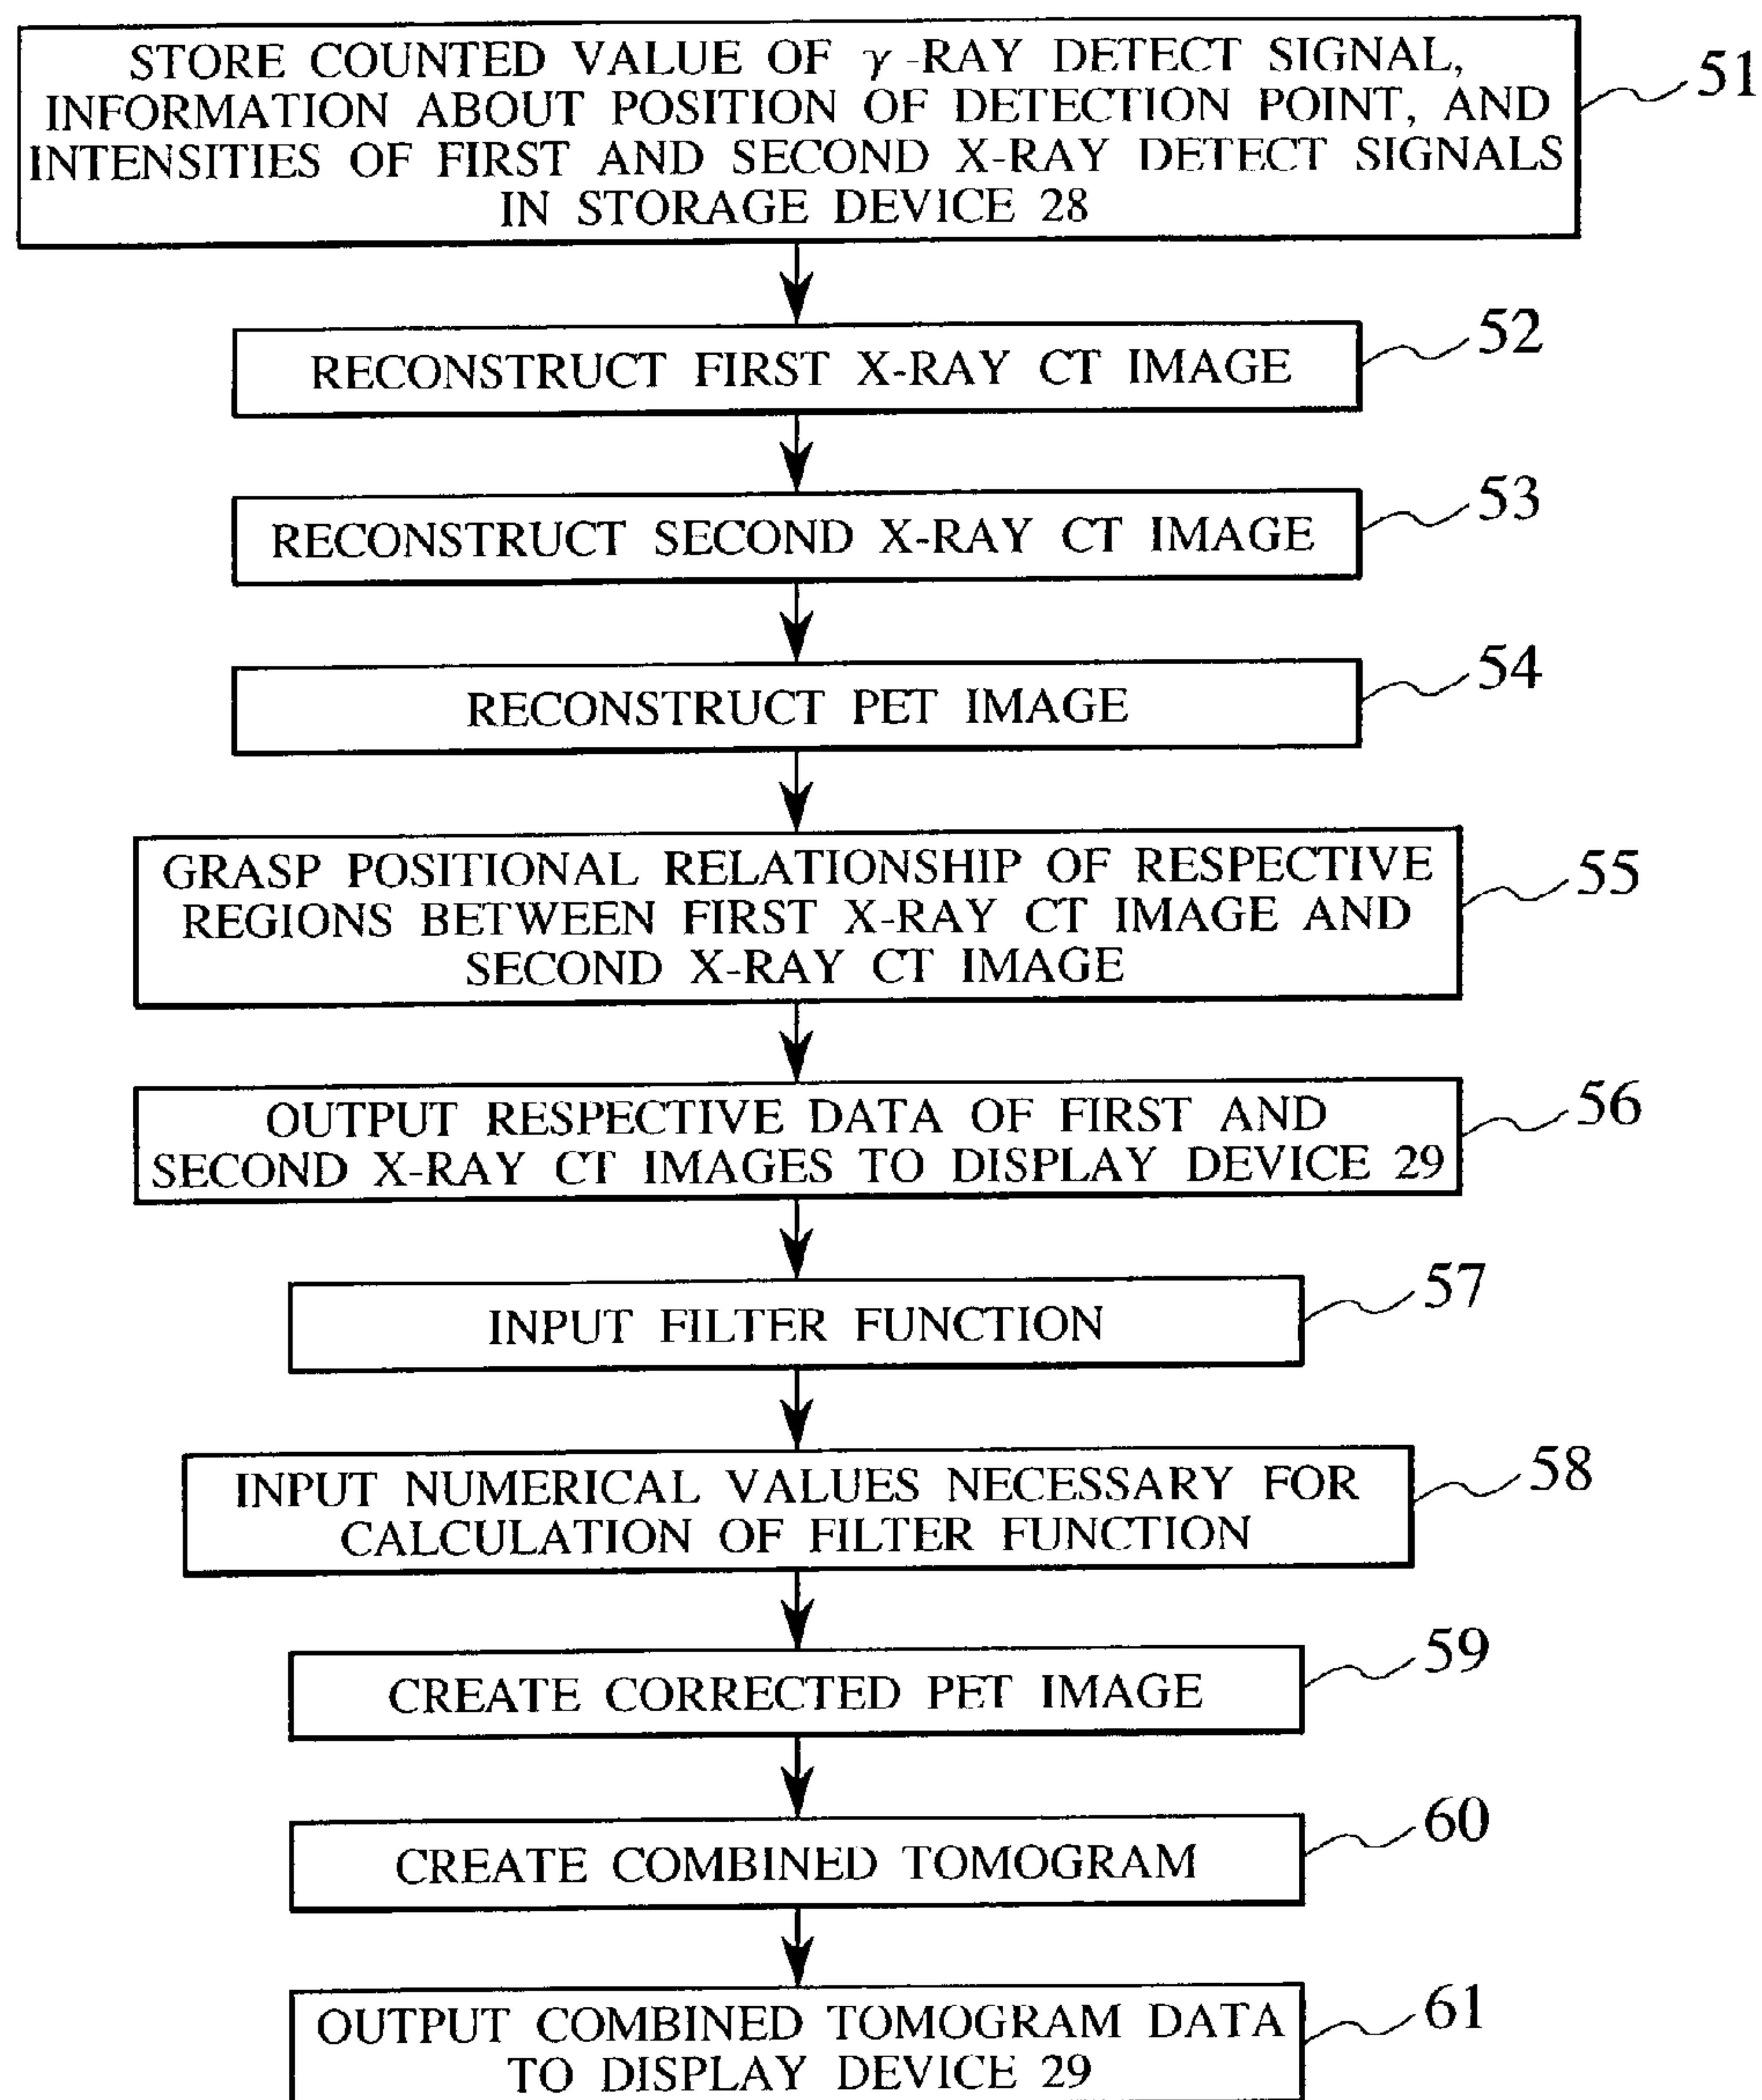 STORE COUNTED VALUE OF γ-RAY DETECT SIGNAL,
INFORMATION ABOUT POSITION OF DETECTION POINT, AND
INTENSITIES OF FIRST AND SECOND X-RAY DETECT SIGNALS
IN STORAGE DEVICE 28
51
RECONSTRUCT FIRST X-RAY CT IMAGE
52
RECONSTRUCT SECOND X-RAY CT IMAGE
53
RECONSTRUCT PET IMAGE
54
GRASP POSITIONAL RELATIONSHIP OF RESPECTIVE
REGIONS BETWEEN FIRST X-RAY CT IMAGE AND
SECOND X-RAY CT IMAGE
55
OUTPUT RESPECTIVE DATA OF FIRST AND
SECOND X-RAY CT IMAGES TO DISPLAY DEVICE 29
56
INPUT FILTER FUNCTION
57
INPUT NUMERICAL VALUES NECESSARY FOR
CALCULATION OF FILTER FUNCTION
58
CREATE CORRECTED PET IMAGE
59
CREATE COMBINED TOMOGRAM
60
OUTPUT COMBINED TOMOGRAM DATA
TO DISPLAY DEVICE 29
61